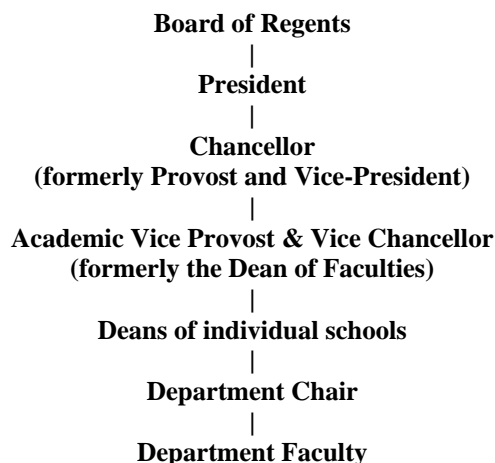 Board of Regents
|
President
|
Chancellor
(formerly Provost and Vice-President)
|
Academic Vice Provost & Vice Chancellor
(formerly the Dean of Faculties)
|
Deans of individual schools
|
Department Chair
|
Department Faculty